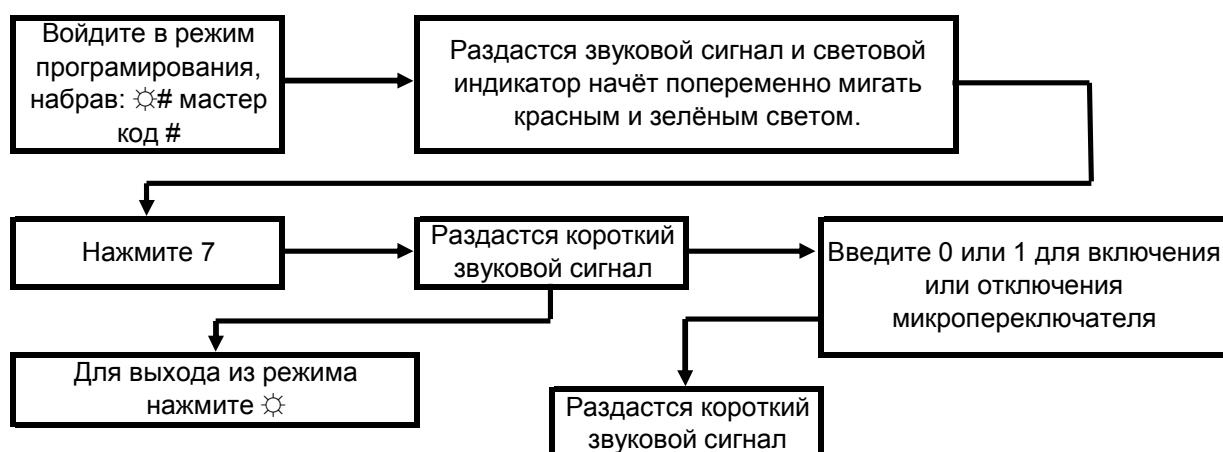 Войдите в режим
програмирования,
набрав: ☼# мастер
код #
Раздастся звуковой сигнал и световой
индикатор начёт попеременно мигать
красным и зелёным светом.
Нажмите 7
Раздастся короткий
звуковой сигнал
Введите 0 или 1 для включения
или отключения
микропереключателя
Для выхода из режима
нажмите ☼
Раздастся короткий
звуковой сигнал